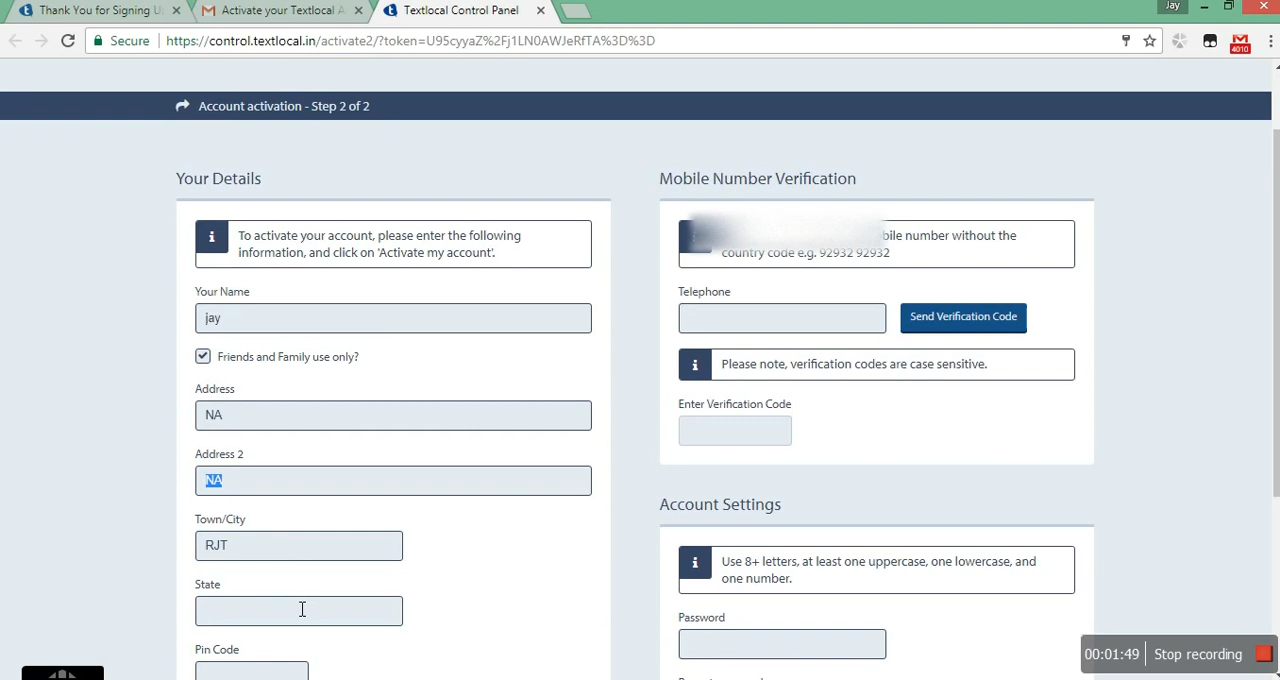 Thank You for Signing U
Activate your Textlocal A
Textlocal Control Panel
Jay
Secure
https://control.textlocal.in/activate2/?token=U95cyyaZ%2Fj1LN0AWJeRfTA%3D%3D
4010
Account activation - Step 2 of 2
Your Details
To activate your account, please enter the following
information, and click on 'Activate my account'.
Your Name
jay
Friends and Family use only?
Address
NA
Address 2
NA
Town/City
RJT
State
Pin Code
Mobile Number Verification
bile number without the
country code e.g. 92932 92932
Telephone
Send Verification Code
Please note, verification codes are case sensitive.
Enter Verification Code
Account Settings
Use 8+ letters, at least one uppercase, one lowercase, and
one number.
Password
00:01:49
Stop recording